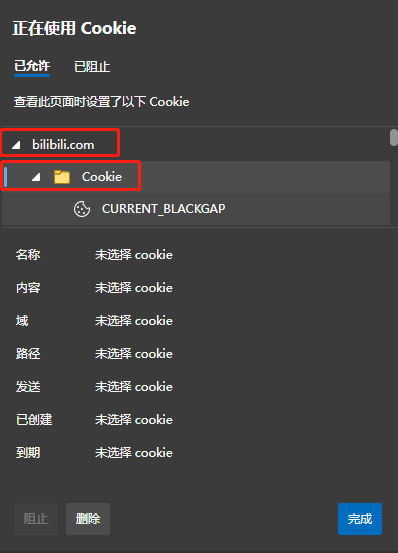 正在使用 Cookie
已允许 已阻止
查看此页面时设置了以下 Cookie
bilibili.com
Cookie
CURRENT_BLACKGAP
名称 未选择 cookie
内容 未选择 cookie
域 未选择 cookie
路径 未选择 cookie
发送 未选择 cookie
已创建 未选择 cookie
到期 未选择 cookie
阻止 删除 完成